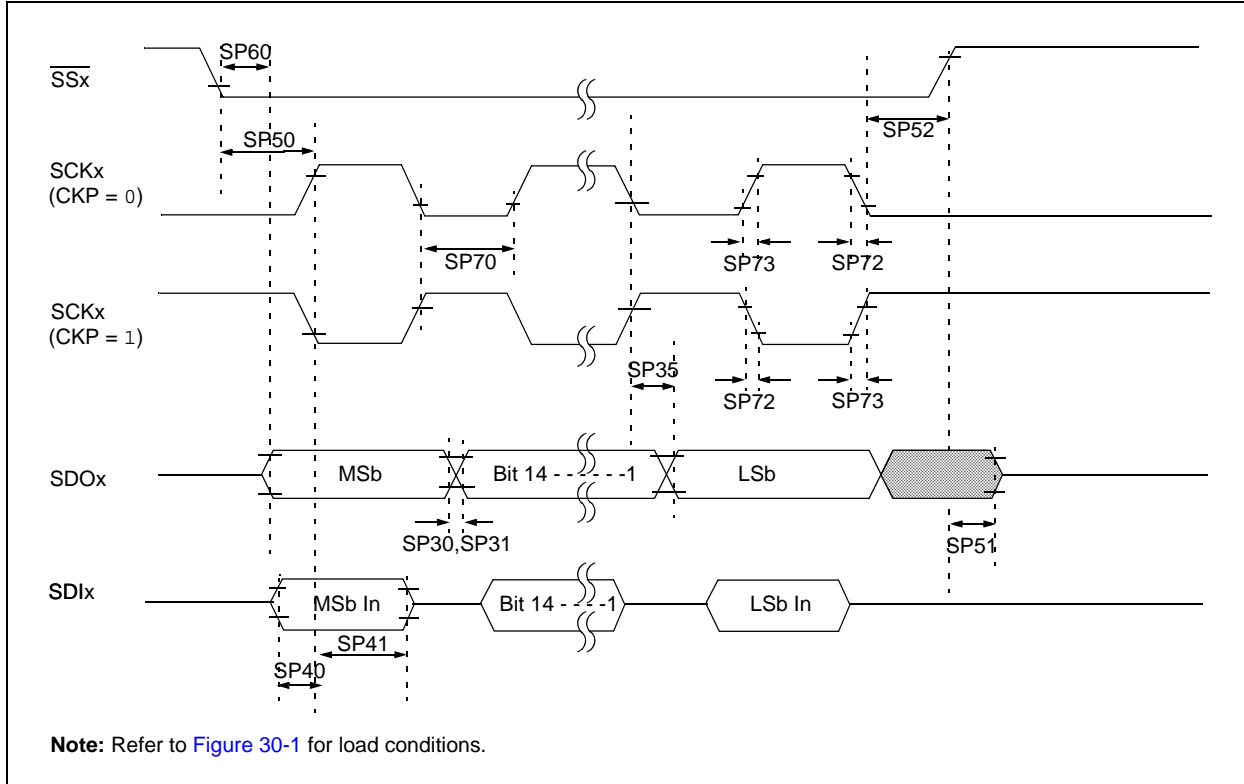 SP60
SSx
SP50
SP52
SCKx
(CKP = 0)
SP70
SP73
SP72
SCKx
(CKP = 1)
SP35
SP72
SP73
SDOx
MSb
Bit 14 - - - - - -1
LSb
SP30,SP31
SP51
SDIx
MSb In
Bit 14 - - - -1
LSb In
SP41
SP40
Note: Refer to Figure 30-1 for load conditions.